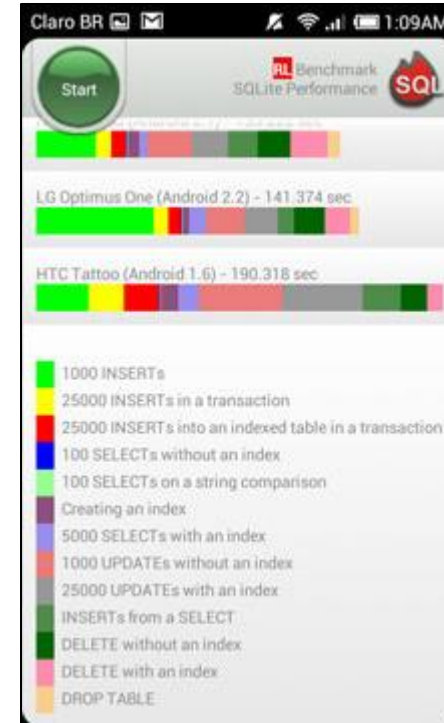 Claro BR 1:09AM
Start
RL Benchmark
SQLite Performance
SQL
LG Optimus One (Android 2.2) - 141.374 sec
HTC Tattoo (Android 1.6) - 190.318 sec
1000 INSERTs
25000 INSERTs in a transaction
25000 INSERTs into an indexed table in a transaction
100 SELECTs without an index
100 SELECTs on a string comparison
Creating an index
5000 SELECTs with an index
1000 UPDATEs without an index
25000 UPDATEs with an index
INSERTs from a SELECT
DELETE without an index
DELETE with an index
DROP TABLE